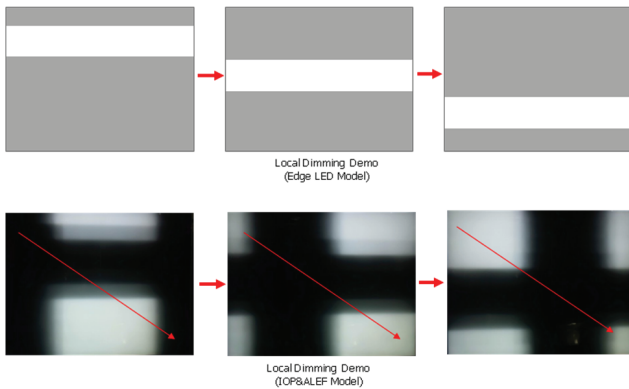 Local Dimming Demo
(Edge LED Model)
Local Dimming Demo
(IOP&ALEF Model)